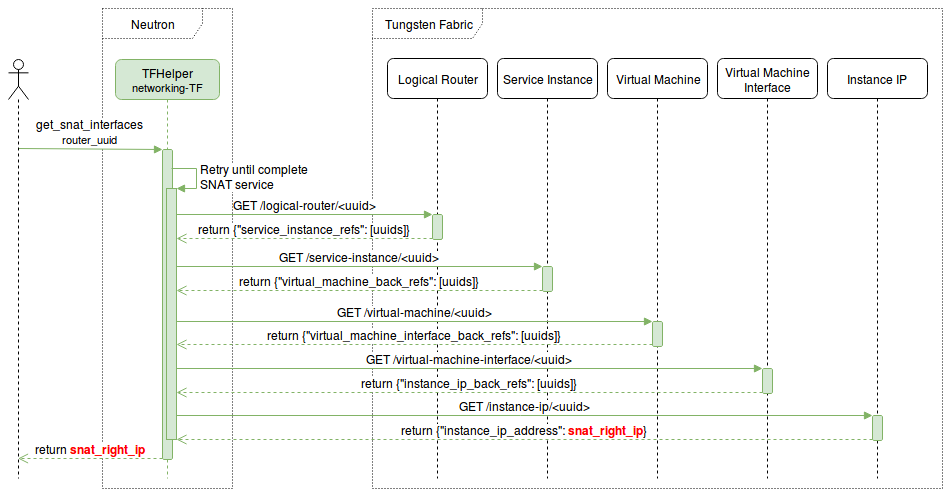 Neutron
Tungsten Fabric
TFHelper
networking-TF
Logical Router
Service Instance
Virtual Machine
Virtual Machine
Interface
Instance IP
get_snat_interfaces
router_uuid
Retry until complete
SNAT service
GET /logical-router/<uuid>
return {"service_instance_refs": [uuids]}
GET /service-instance/<uuid>
return {"virtual_machine_back_refs": [uuids]}
GET /virtual-machine/<uuid>
return {"virtual_machine_interface_back_refs": [uuids]}
GET /virtual-machine-interface/<uuid>
return {"instance_ip_back_refs": [uuids]}
GET /instance-ip/<uuid>
return {"instance_ip_address": snat_right_ip}
return snat_right_ip